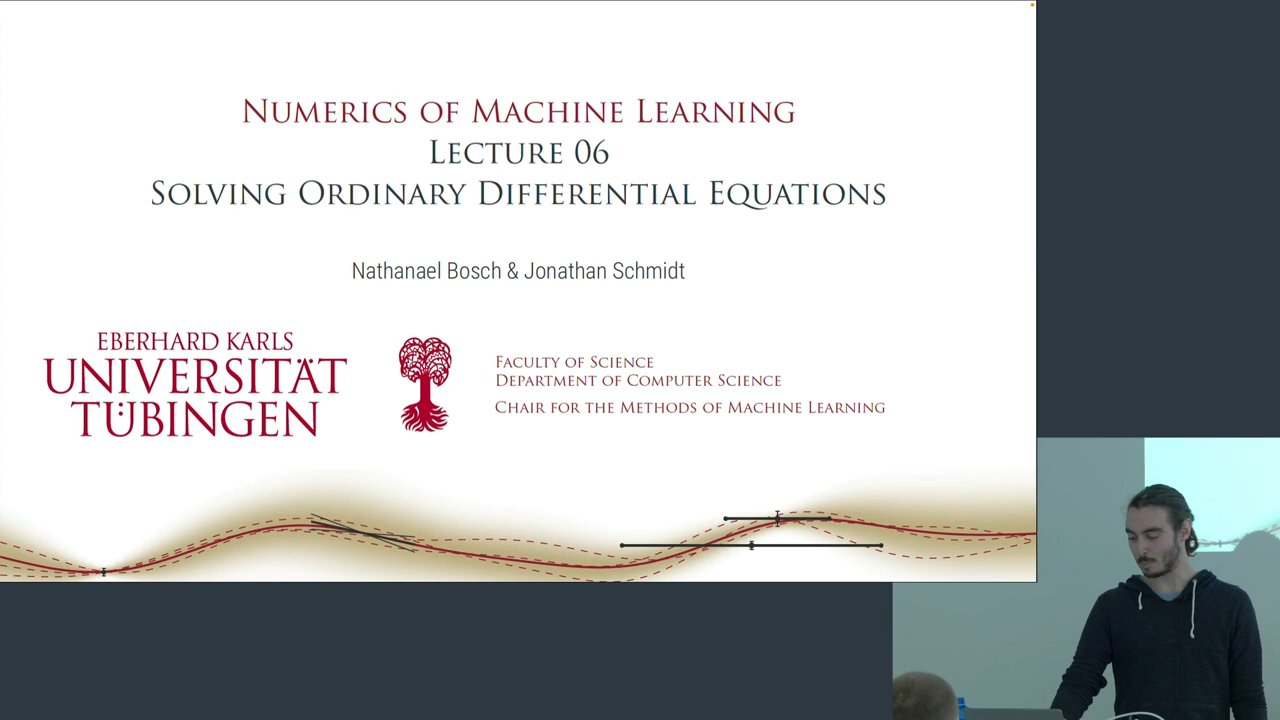 Numerics of Machine Learning
Lecture 06
Solving Ordinary Differential Equations
Nathanael Bosch & Jonathan Schmidt
EBERHARD KARLS
UNIVERSITÄT
TÜBINGEN
Faculty of Science
Department of Computer Science
Chair for the Methods of Machine Learning